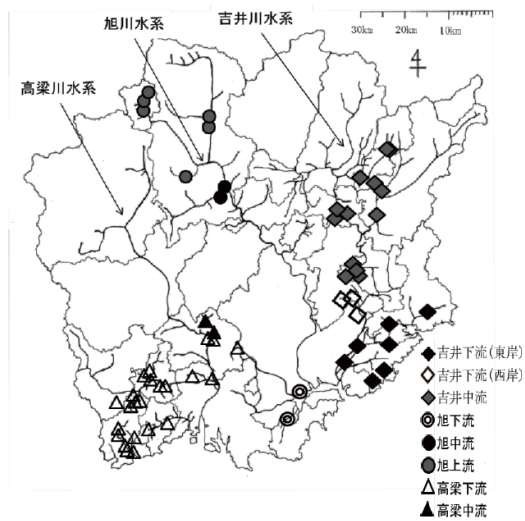 吉井川水系
旭川水系
高梁川水系
30km 20km 10km
吉井下流(東岸)
吉井下流(西岸)
吉井中流
旭下流
旭中流
旭上流
高梁下流
高梁中流